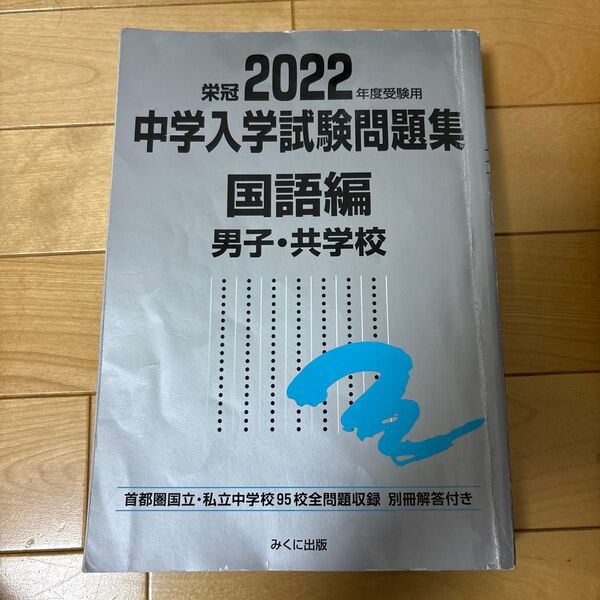 栄冠 2022 年度受験用
中学入学試験問題集
国語編
男子・共学校
首都圏国立・私立中学校95校全問題収録 別冊解答付き
みくに出版